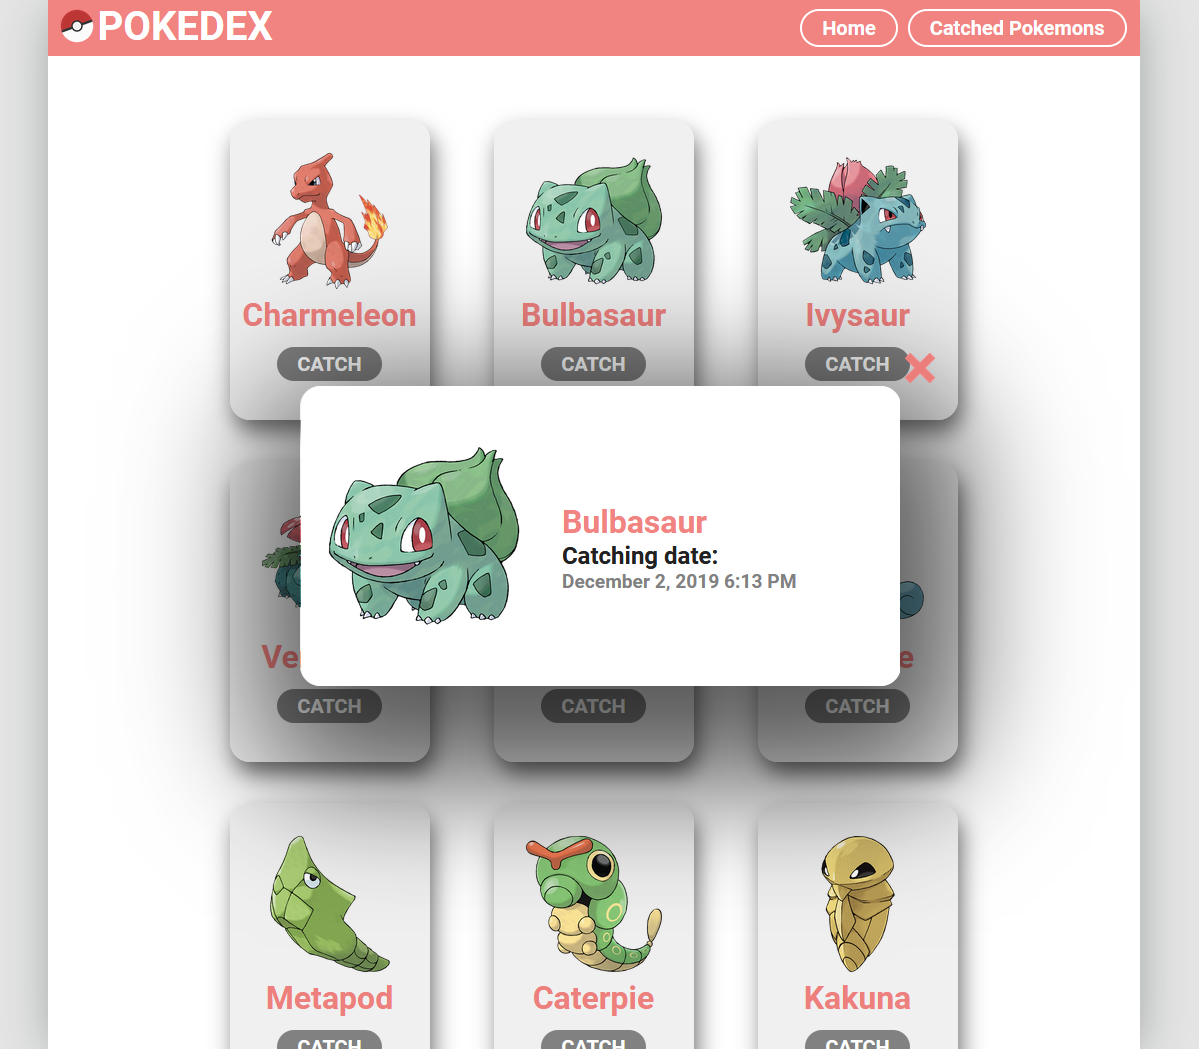 POKEDEX
Home
Catched Pokemons
Charmeleon
Bulbasaur
Ivysaur
CATCH
CATCH
CATCH
Bulbasaur
Catching date:
December 2, 2019 6:13 PM
CATCH
CATCH
CATCH
Metapod
Caterpie
Kakuna
CATCH
CATCH
CATCH